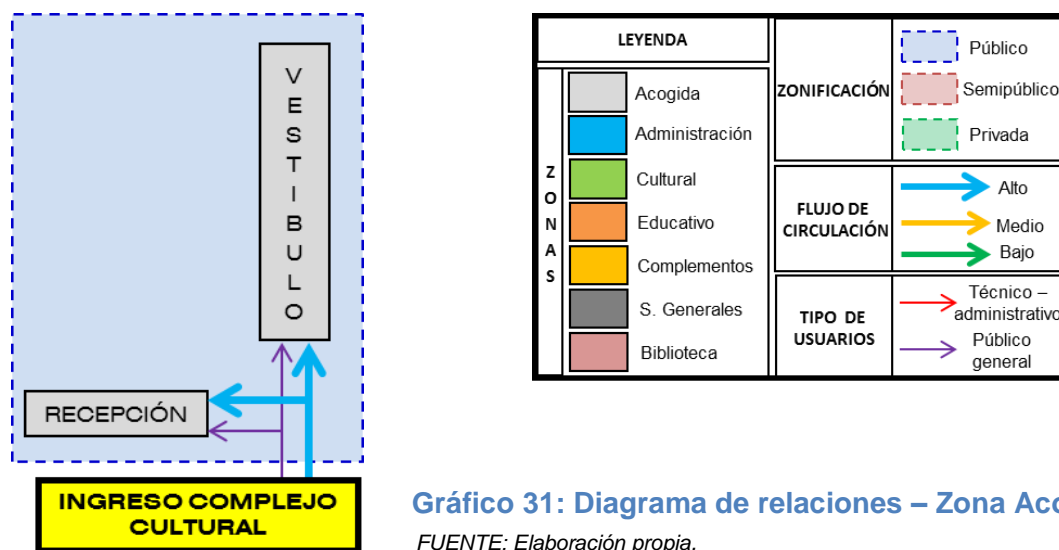 VESTIBULO
RECEPCIÓN
INGRESO COMPLEJO
CULTURAL
LEYENDA
ZONAS
Acogida
Administración
Cultural
Educativo
Complementos
S. Generales
Biblioteca
ZONIFICACIÓN
Público
Semipúblico
Privada
FLUJO DE
CIRCULACIÓN
Alto
Medio
Bajo
TIPO DE
USUARIOS
Técnico –
administrativo
Público
general
Gráfico 31: Diagrama de relaciones – Zona Aco
FUENTE: Elaboración propia.